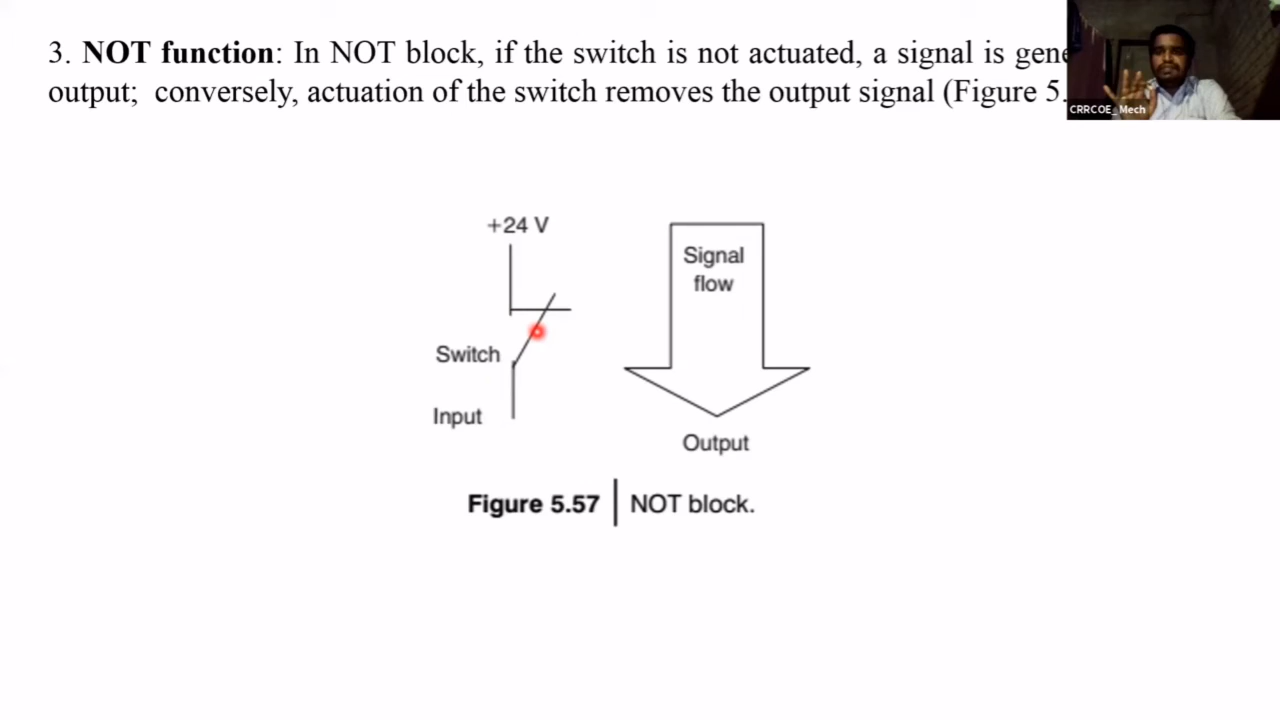 3. NOT function: In NOT block, if the switch is not actuated, a signal is
output; conversely, actuation of the switch removes the output signal (Figure 5.
CRRCOE_Mech
+24 V
Signal
flow
Switch
Input
Output
Figure 5.57 | NOT block.